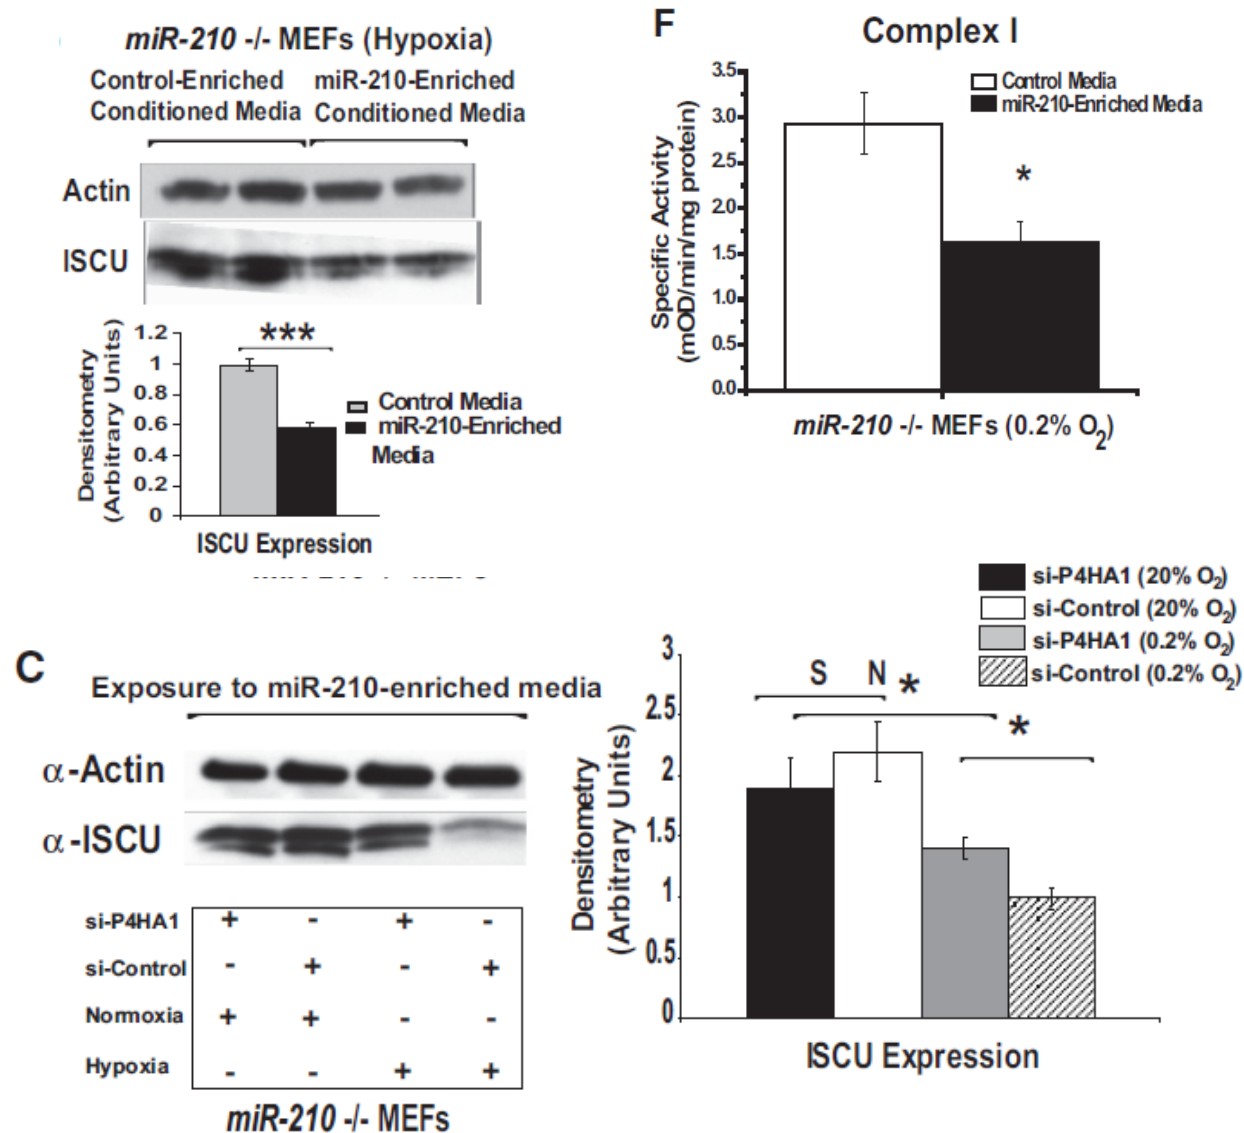 miR-210 -/- MEFs (Hypoxia)
Control-Enriched miR-210-Enriched
Conditioned Media Conditioned Media
Actin
ISCU
Densitometry
(Arbitrary Units)
1.2
1
0.8
0.6
0.4
0.2
0
***
Control Media
miR-210-Enriched
Media
ISCU Expression
F
Complex I
Specific Activity
(mOD/min/mg protein)
3.5
3.0
2.5
2.0
1.5
1.0
0.5
0.0
Control Media
miR-210-Enriched Media
*
miR-210 -/- MEFs (0.2% O2)
C
Exposure to miR-210-enriched media
α-Actin
α-ISCU
si-P4HA1 + - + -
si-Control - + - +
Normoxia + + - -
Hypoxia - - + +
miR-210 -/- MEFs
si-P4HA1 (20% O2)
si-Control (20% O2)
si-P4HA1 (0.2% O2)
si-Control (0.2% O2)
Densitometry
(Arbitrary Units)
3
2.5
2
1.5
1
0.5
0
S N *
*
ISCU Expression